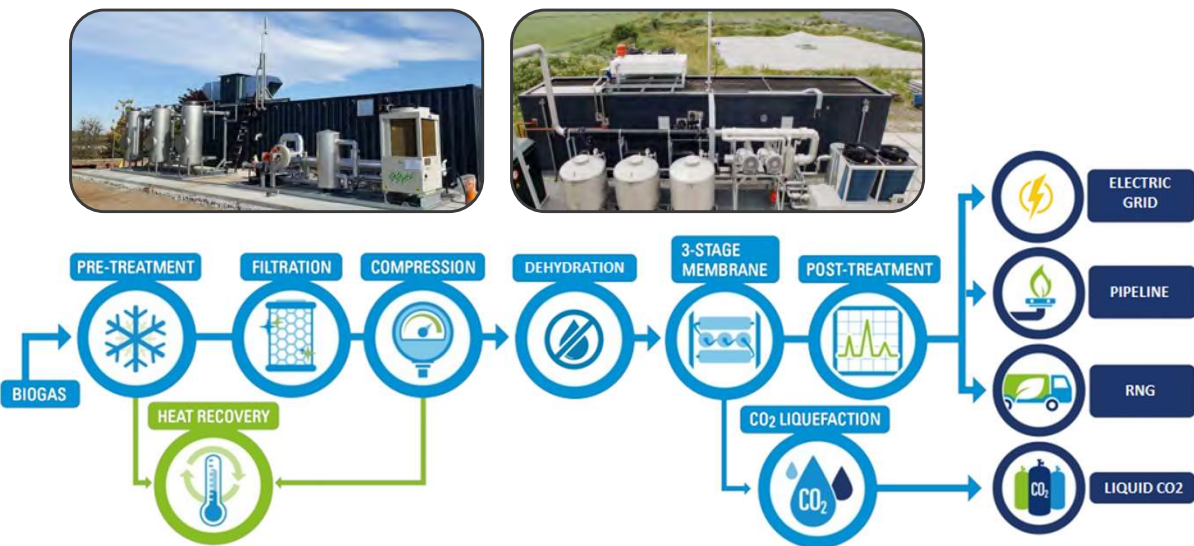 ELECTRIC
GRID
PRE-TREATMENT
FILTRATION
COMPRESSION
DEHYDRATION
3-STAGE
MEMBRANE
POST-TREATMENT
PIPELINE
BIOGAS
RNG
HEAT RECOVERY
CO₂ LIQUEFACTION
CO₂
CO₂
LIQUID CO2